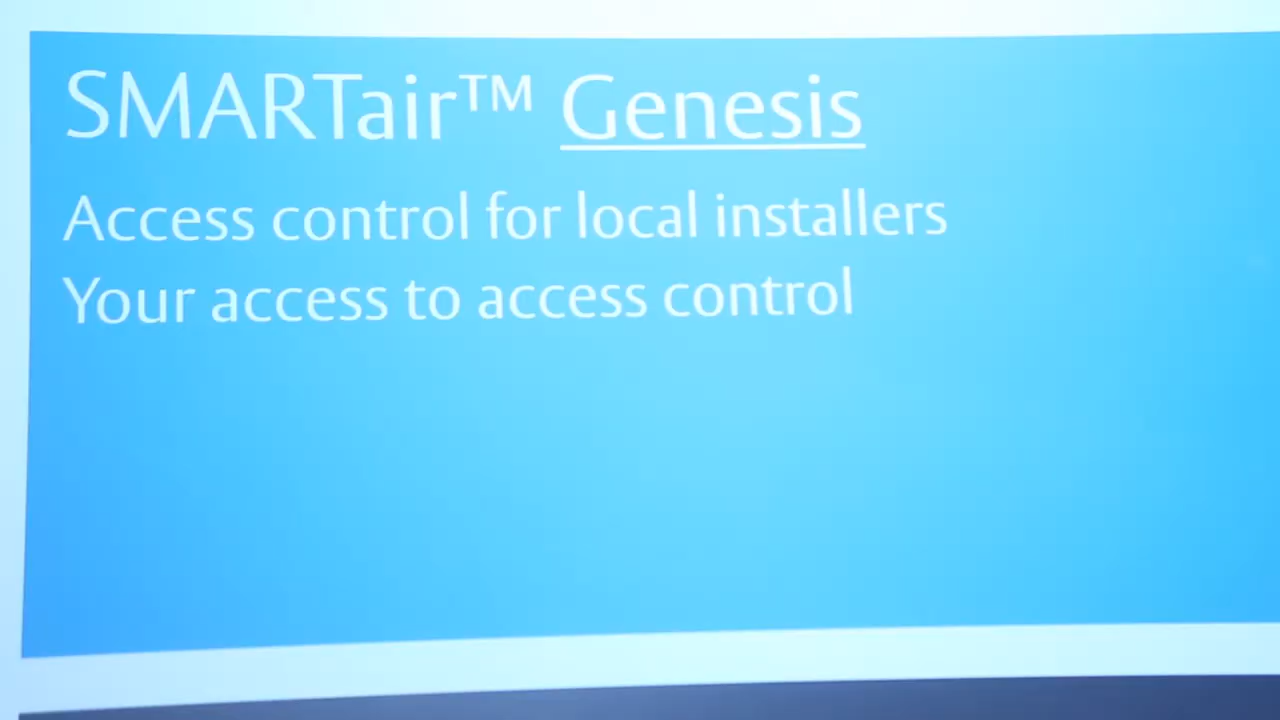 SMARTair™ Genesis
Access control for local installers
Your access to access control